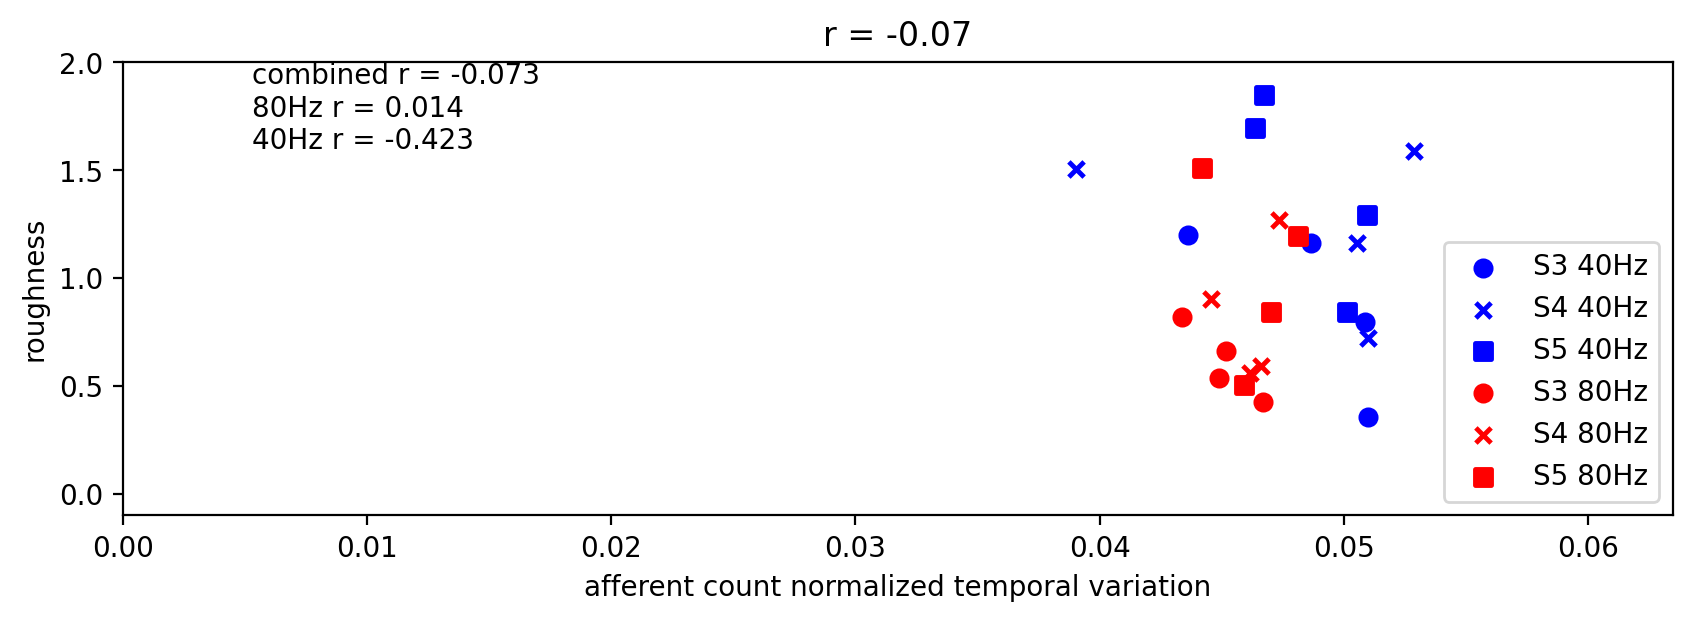 r = -0.07
combined r = -0.073
80Hz r = 0.014
40Hz r = -0.423
2.0
1.5
1.0
0.5
0.0
roughness
S3 40Hz
S4 40Hz
S5 40Hz
S3 80Hz
S4 80Hz
S5 80Hz
0.00 0.01 0.02 0.03 0.04 0.05 0.06
afferent count normalized temporal variation